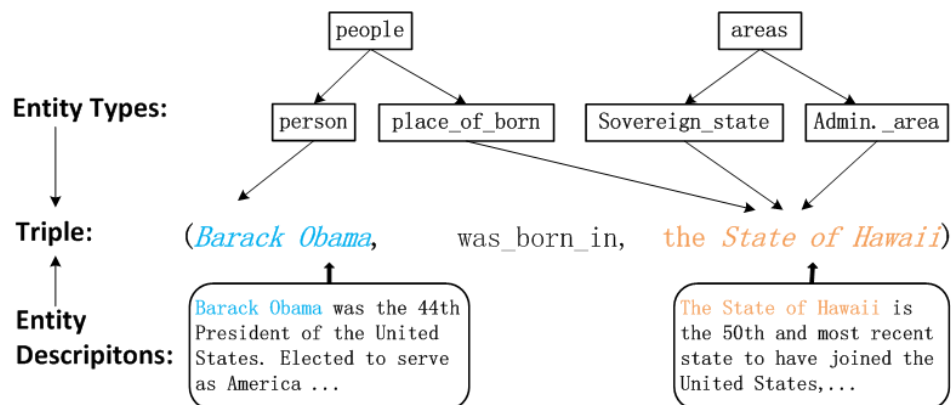 people areas
Entity Types:
person place_of_born Sovereign_state Admin._area
Triple: (Barack Obama, was_born_in, the State of Hawaii)
Entity
Descripitons:
Barack Obama was the 44th
President of the United
States. Elected to serve
as America ...
The State of Hawaii is
the 50th and most recent
state to have joined the
United States,...